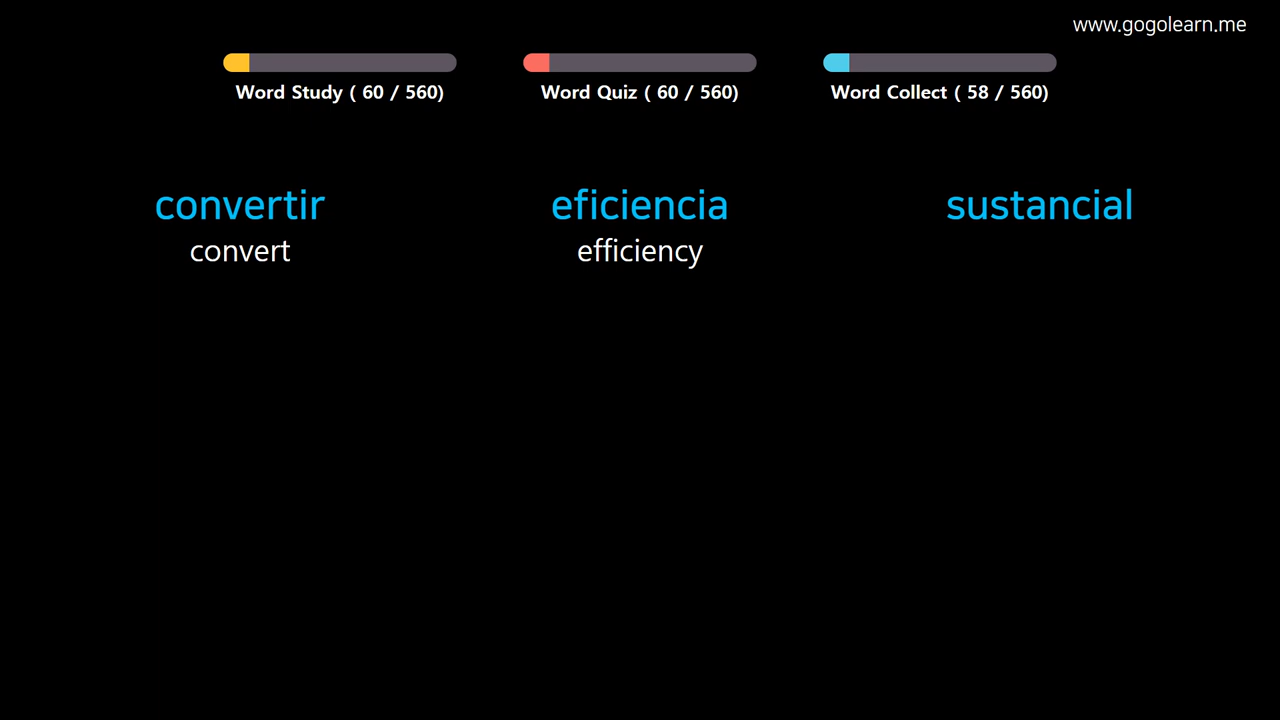 www.gogolearn.me
Word Study ( 60 / 560)
Word Quiz ( 60 / 560)
Word Collect ( 58 / 560)
convertir
convert
eficiencia
efficiency
sustancial